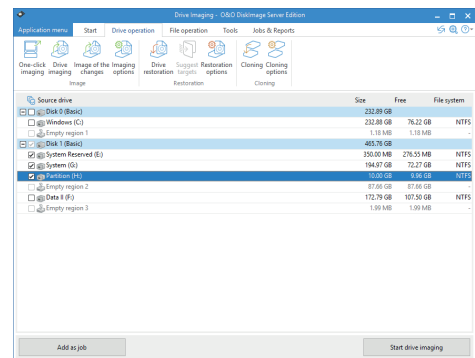 Drive Imaging - O&O DiskImage Server Edition
Application menu Start Drive operation File operation Tools Jobs & Reports
One-click imaging Drive imaging Image of the changes Imaging options Drive restoration Suggest targets Restoration options Cloning Cloning options
Image Restoration Cloning
Source drive Size Free File system
Disk 0 (Basic) 232.89 GB
Windows (C:) 232.88 GB 76.22 GB NTFS
Empty region 1 1.18 MB 1.18 MB -
Disk 1 (Basic) 465.76 GB
System Reserved (E:) 350.00 MB 276.55 MB NTFS
System (G:) 194.97 GB 72.27 GB NTFS
Partition (H:) 10.00 GB 9.96 GB NTFS
Empty region 2 87.66 GB 87.66 GB -
Data II (F:) 172.79 GB 107.50 GB NTFS
Empty region 3 1.99 MB 1.99 MB -
Add as job Start drive imaging